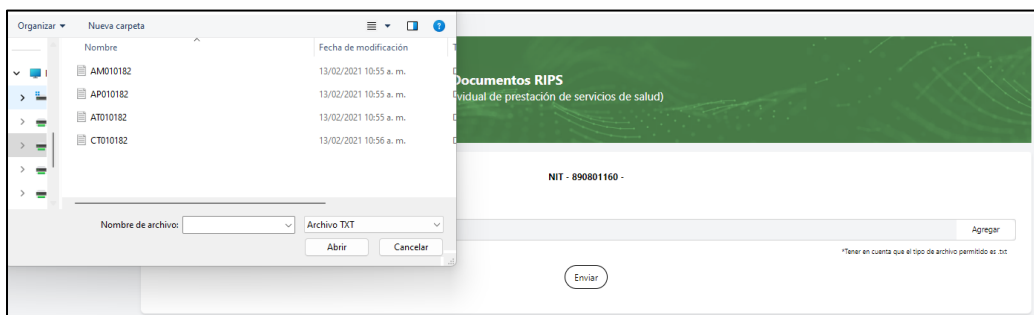 Organizar Nueva carpeta
Nombre Fecha de modificación
AM010182 13/02/2021 10:55 a. m.
AP010182 13/02/2021 10:55 a. m.
AT010182 13/02/2021 10:56 a. m.
CT010182 13/02/2021 10:56 a. m.
Nombre de archivo: Archivo TXT
Abrir Cancelar
Documentos RIPS
vidual de prestación de servicios de salud)
NIT - 890801160 -
Agregar
*Tener en cuenta que el tipo de archivo permitido es .txt
Enviar